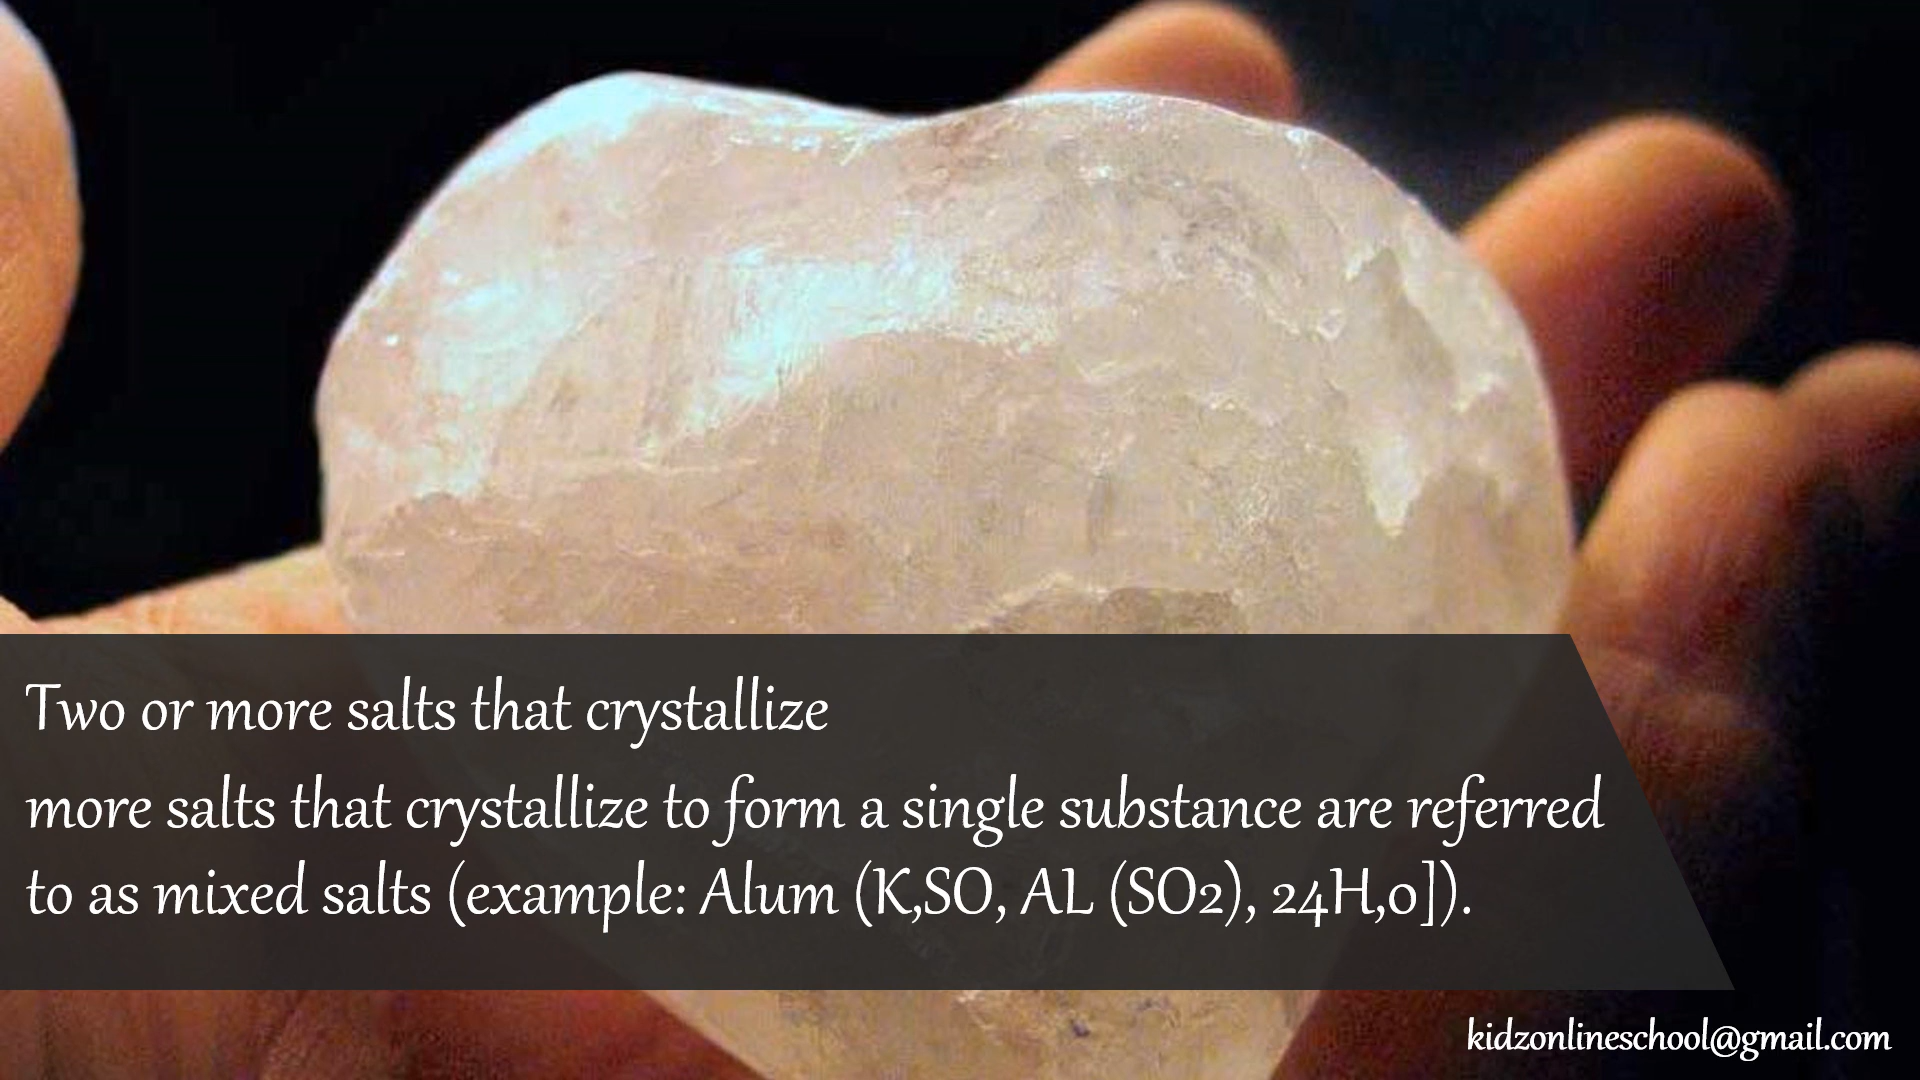 Two or more salts that crystallize
more salts that crystallize to form a single substance are referred
to as mixed salts (example: Alum (K,SO, AL (SO2), 24H,0]).
kidzonlineschool@gmail.com